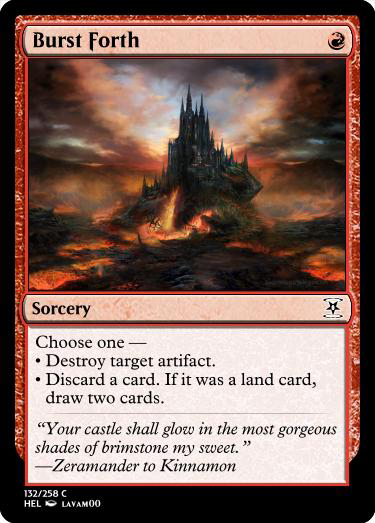 Burst Forth
Sorcery
Choose one —
• Destroy target artifact.
• Discard a card. If it was a land card,
draw two cards.
“Your castle shall glow in the most gorgeous
shades of brimstone my sweet.”
—Zeramander to Kinnamon
132/258 C
HEL LAVAM00